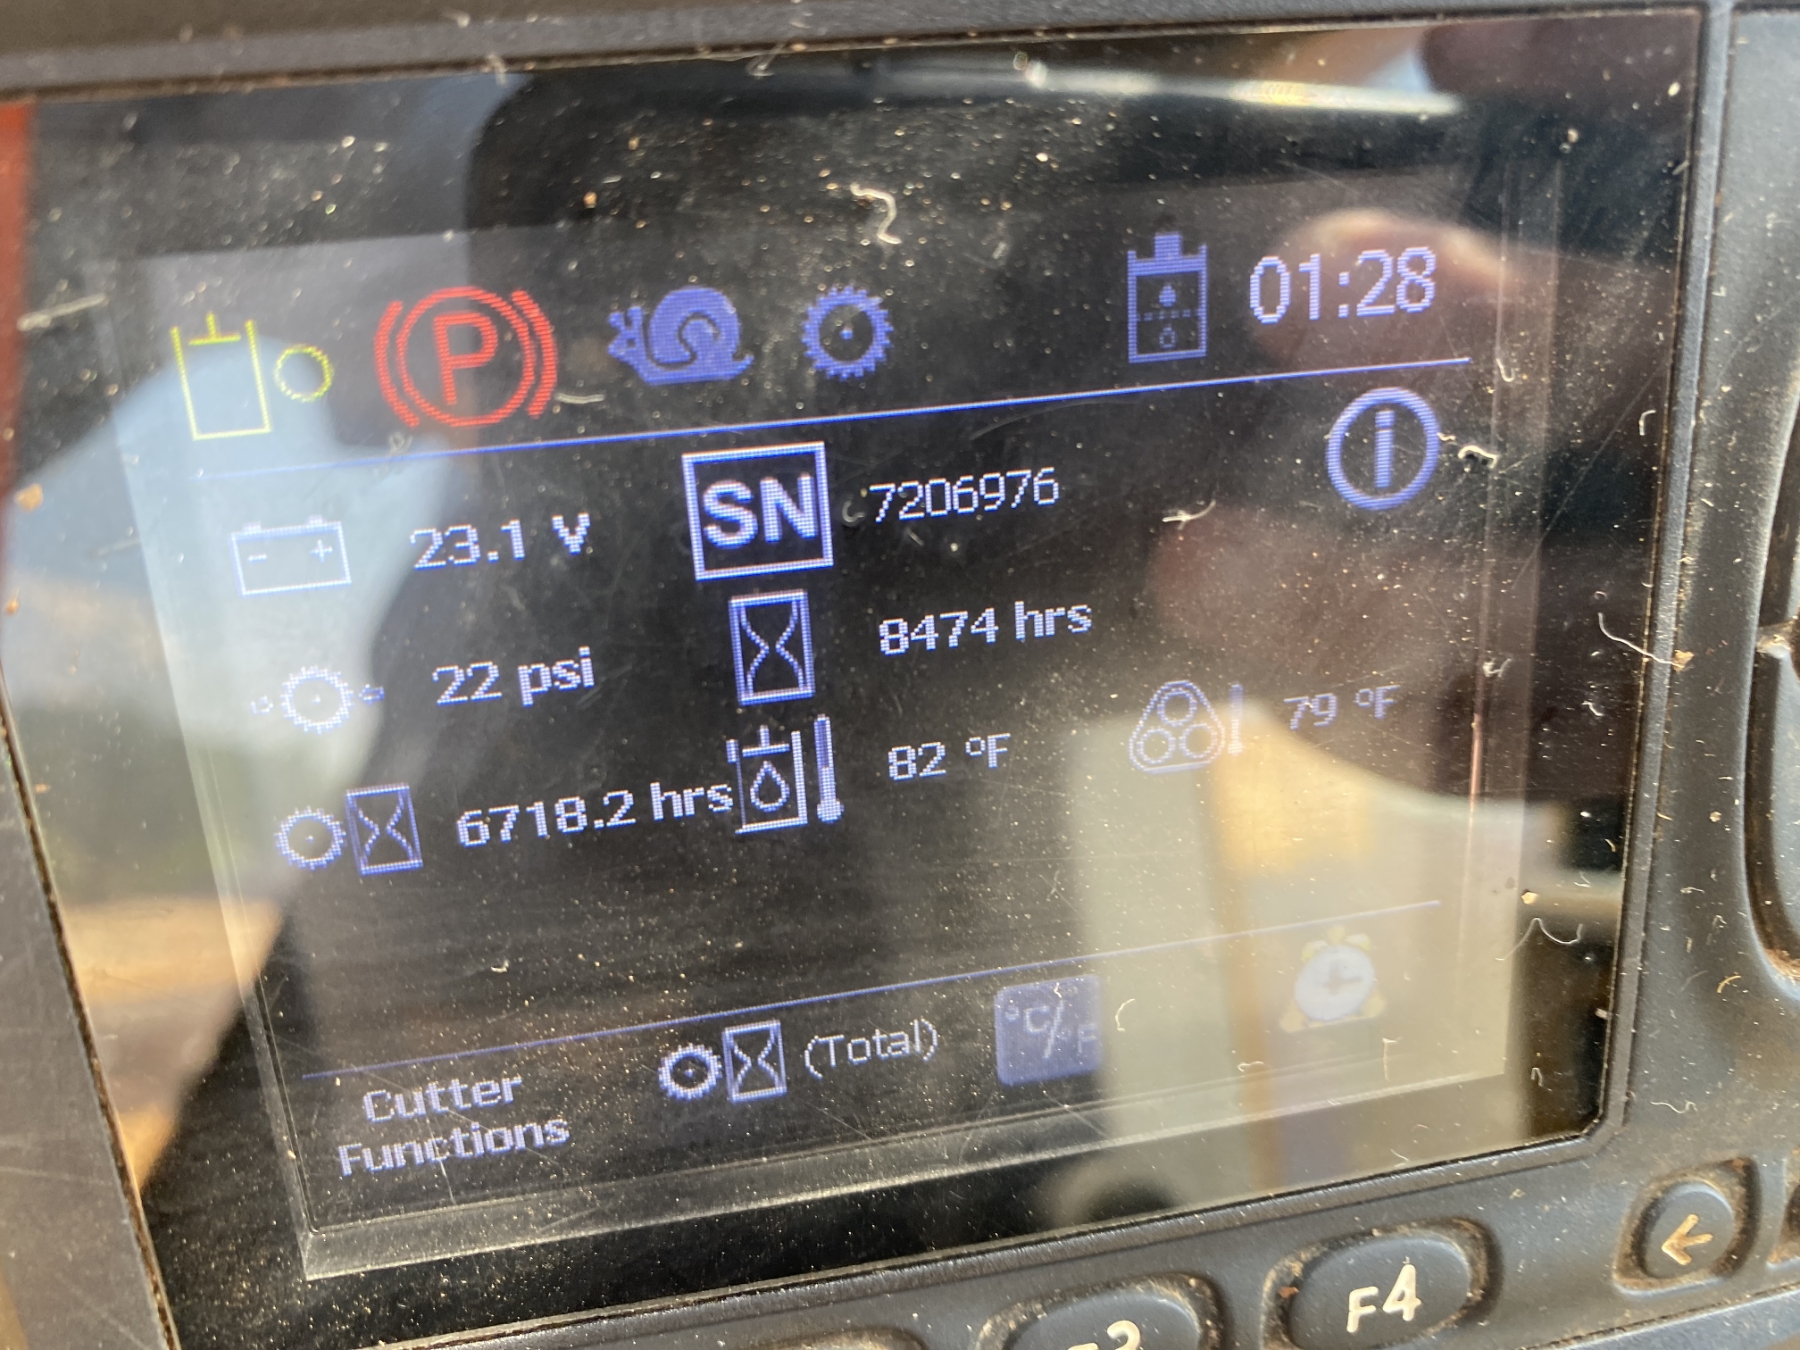 P
01:28
i
23.1 V
SN
7206976
22 psi
8474 hrs
6718.2 hrs
82 °F
79 °F
Cutter
Functions
(Total)
°C/°F
F4